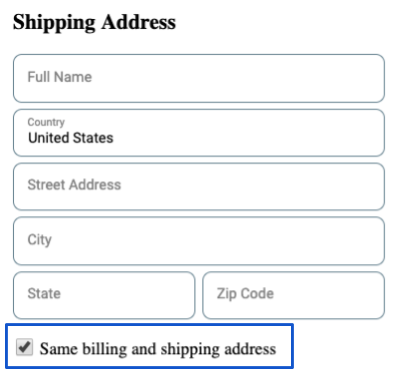 Shipping Address
Full Name
Country
United States
Street Address
City
State Zip Code
Same billing and shipping address